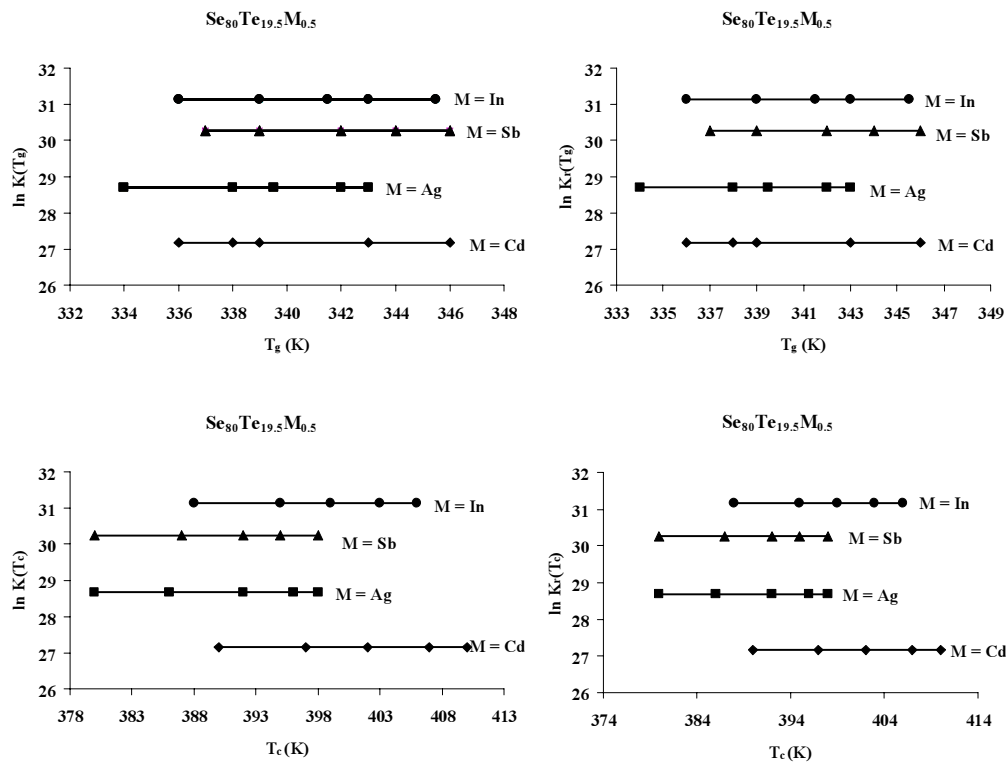 Se80Te19.5M0.5
ln K(Tg)
32
31
30
29
28
27
26
M = In
M = Sb
M = Ag
M = Cd
332 334 336 338 340 342 344 346 348
Tg (K)
Se80Te19.5M0.5
ln Kr(Tg)
32
31
30
29
28
27
26
M = In
M = Sb
M = Ag
M = Cd
333 335 337 339 341 343 345 347 349
Tg (K)
Se80Te19.5M0.5
ln K(Tc)
32
31
30
29
28
27
26
M = In
M = Sb
M = Ag
M = Cd
378 383 388 393 398 403 408 413
Tc (K)
Se80Te19.5M0.5
ln Kr(Tc)
32
31
30
29
28
27
26
M = In
M = Sb
M = Ag
M = Cd
374 384 394 404 414
Tc (K)